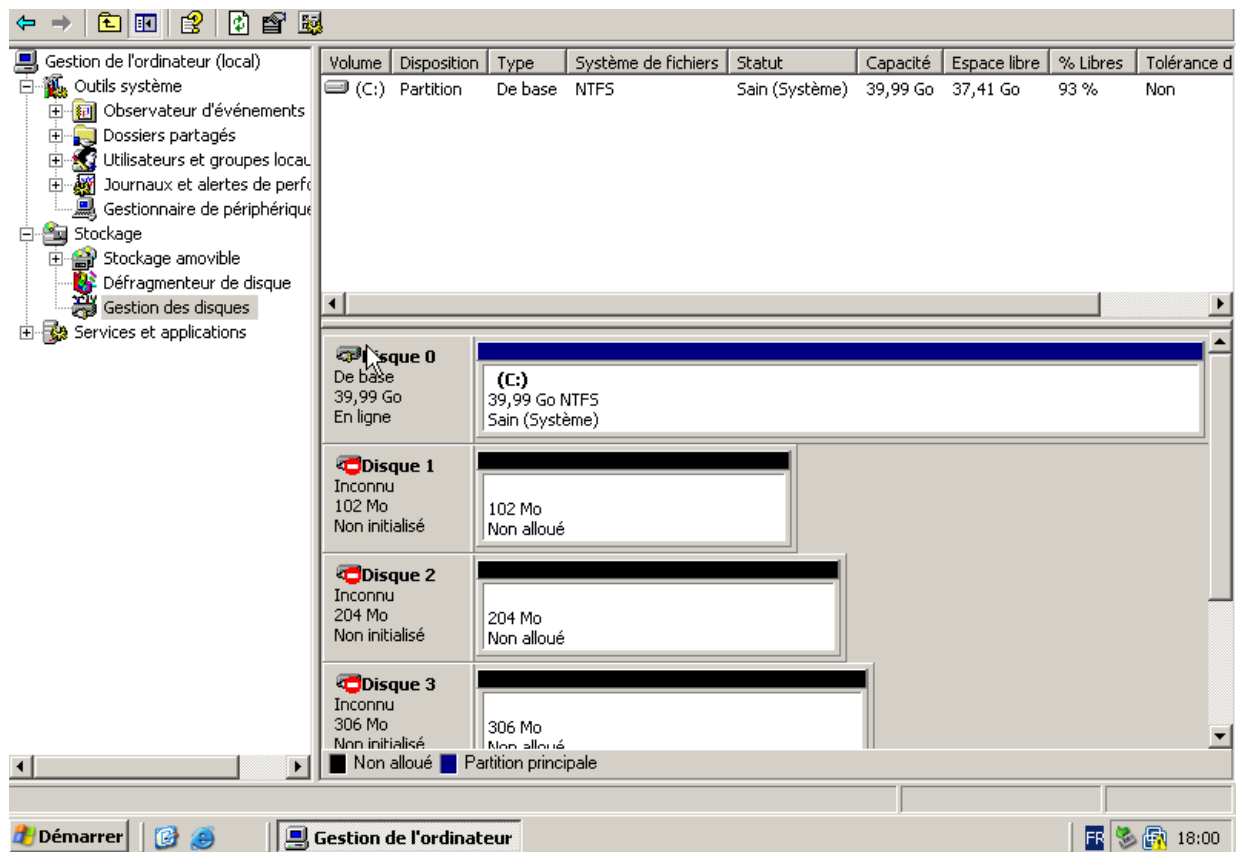 Gestion de l'ordinateur (local)
Outils système
Observateur d'événements
Dossiers partagés
Utilisateurs et groupes locau
Journaux et alertes de perfo
Gestionnaire de périphérique
Stockage
Stockage amovible
Défragmenteur de disque
Gestion des disques
Services et applications
Volume Disposition Type Système de fichiers Statut Capacité Espace libre % Libres Tolérance d
(C:) Partition De base NTFS Sain (Système) 39,99 Go 37,41 Go 93 % Non
Disque 0
De base
39,99 Go
En ligne
(C:)
39,99 Go NTFS
Sain (Système)
Disque 1
Inconnu
102 Mo
Non initialisé
102 Mo
Non alloué
Disque 2
Inconnu
204 Mo
Non initialisé
204 Mo
Non alloué
Disque 3
Inconnu
306 Mo
Non initialisé
306 Mo
Non alloué
Non alloué Partition principale
Démarrer Gestion de l'ordinateur FR 18:00